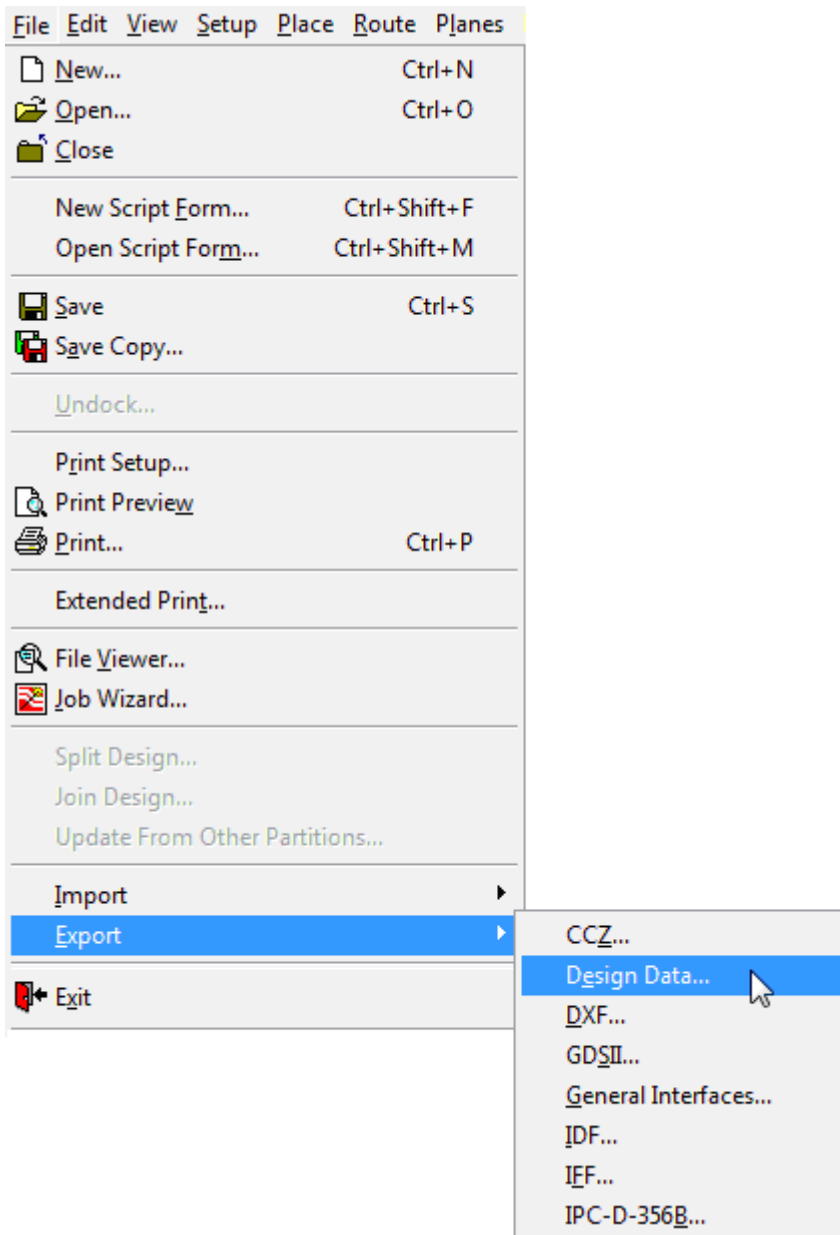 File Edit View Setup Place Route Planes
New... Ctrl+N
Open... Ctrl+O
Close
New Script Form... Ctrl+Shift+F
Open Script Form... Ctrl+Shift+M
Save Ctrl+S
Save Copy...
Undock...
Print Setup...
Print Preview
Print... Ctrl+P
Extended Print...
File Viewer...
Job Wizard...
Split Design...
Join Design...
Update From Other Partitions...
Import
Export
Exit
CCZ...
Design Data...
DXF...
GDSII...
General Interfaces...
IDF...
IFF...
IPC-D-356B...